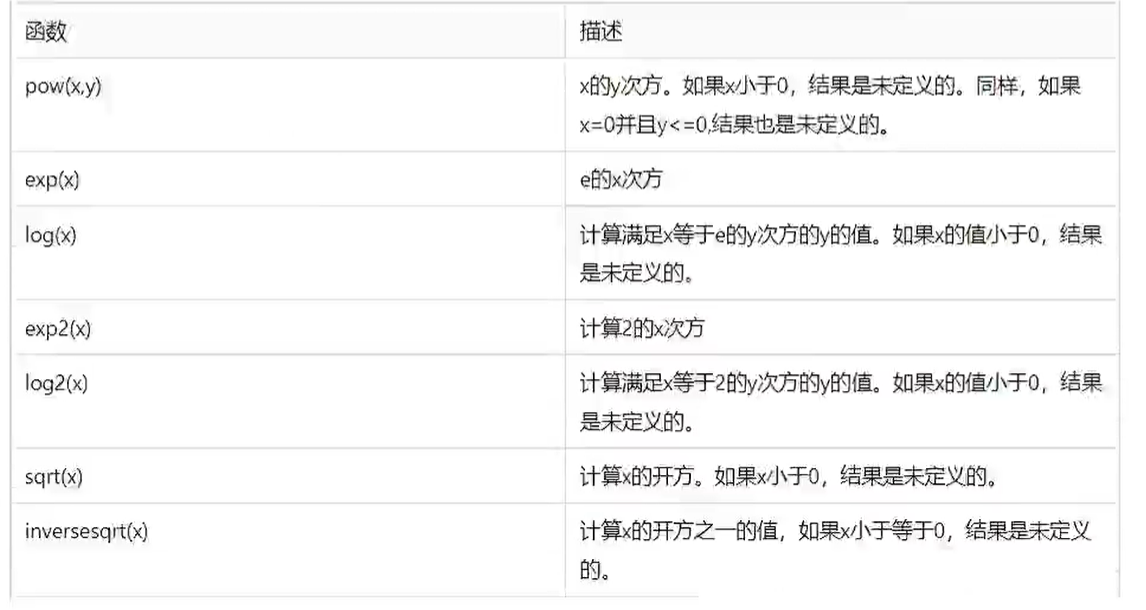 函数 描述
pow(x,y) x的y次方。如果x小于0，结果是未定义的。同样，如果
x=0并且y<=0,结果也是未定义的。
exp(x) e的x次方
log(x) 计算满足x等于e的y次方的y的值。如果x的值小于0，结果
是未定义的。
exp2(x) 计算2的x次方
log2(x) 计算满足x等于2的y次方的y的值。如果x的值小于0，结果
是未定义的。
sqrt(x) 计算x的开方。如果x小于0，结果是未定义的。
inversesqrt(x) 计算x的开方之一的值，如果x小于等于0，结果是未定义
的。